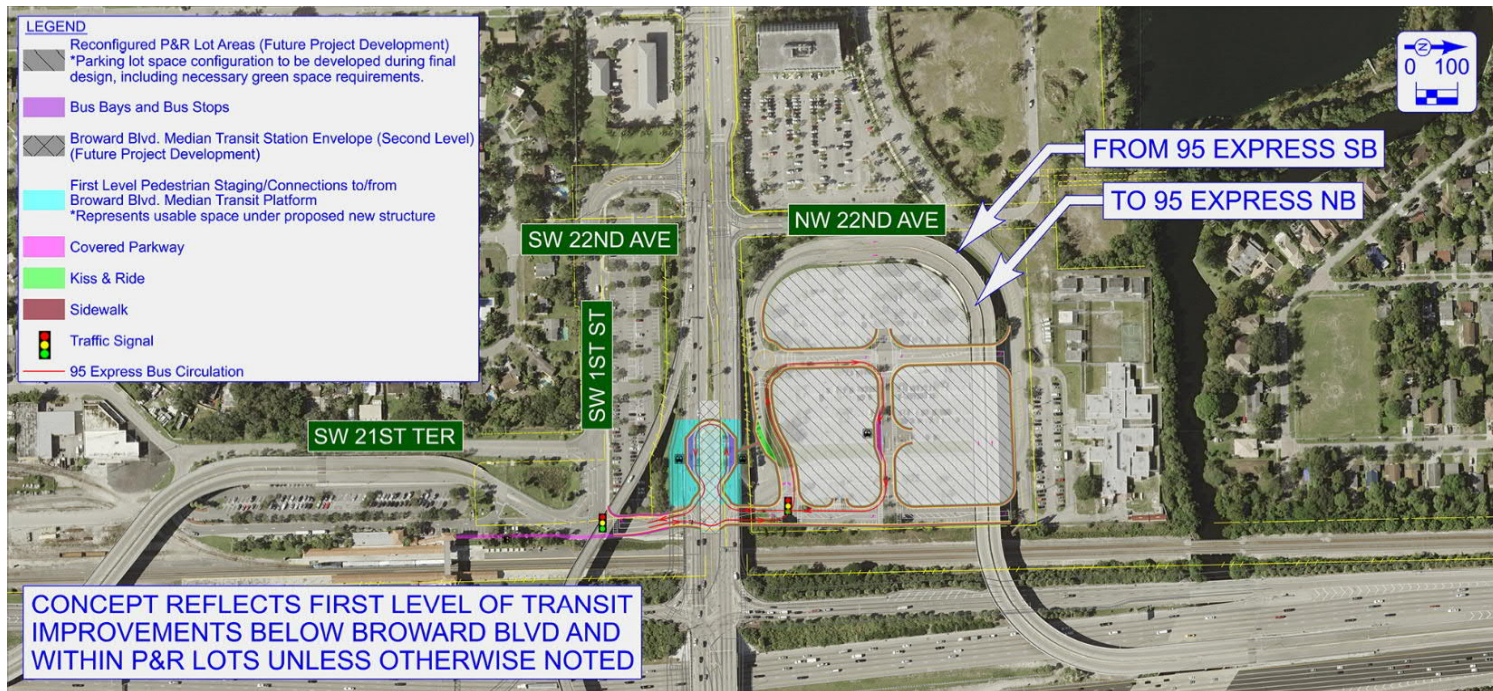 LEGEND
Reconfigured P&R Lot Areas (Future Project Development)
*Parking lot space configuration to be developed during final
design, including necessary green space requirements.
Bus Bays and Bus Stops
Broward Blvd. Median Transit Station Envelope (Second Level)
(Future Project Development)
First Level Pedestrian Staging/Connections to/from
Broward Blvd. Median Transit Platform
*Represents usable space under proposed new structure
Covered Parkway
Kiss & Ride
Sidewalk
Traffic Signal
95 Express Bus Circulation
Z
0 100
FROM 95 EXPRESS SB
TO 95 EXPRESS NB
NW 22ND AVE
SW 22ND AVE
SW 1ST ST
SW 21ST TER
CONCEPT REFLECTS FIRST LEVEL OF TRANSIT
IMPROVEMENTS BELOW BROWARD BLVD AND
WITHIN P&R LOTS UNLESS OTHERWISE NOTED